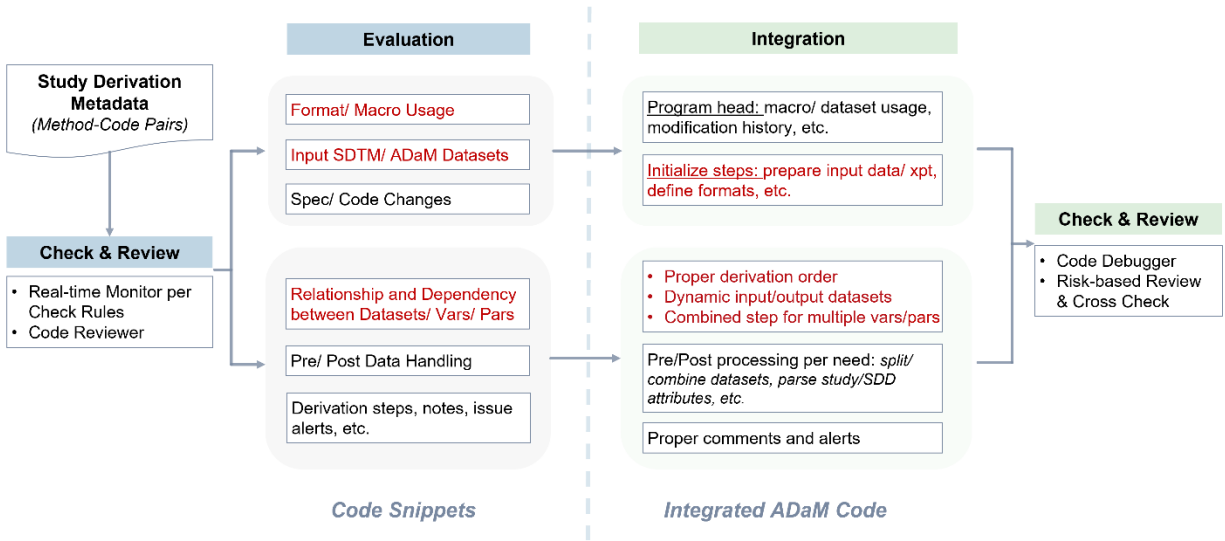 Study Derivation
Metadata
(Method-Code Pairs)
Check & Review
• Real-time Monitor per
Check Rules
• Code Reviewer
Evaluation
Format/ Macro Usage
Input SDTM/ ADaM Datasets
Spec/ Code Changes
Relationship and Dependency
between Datasets/ Vars/ Pars
Pre/ Post Data Handling
Derivation steps, notes, issue
alerts, etc.
Code Snippets
Integration
Program head: macro/ dataset usage,
modification history, etc.
Initialize steps: prepare input data/ xpt,
define formats, etc.
• Proper derivation order
• Dynamic input/output datasets
• Combined step for multiple vars/pars
Pre/Post processing per need: split/
combine datasets, parse study/SDD
attributes, etc.
Proper comments and alerts
Integrated ADaM Code
Check & Review
• Code Debugger
• Risk-based Review
& Cross Check